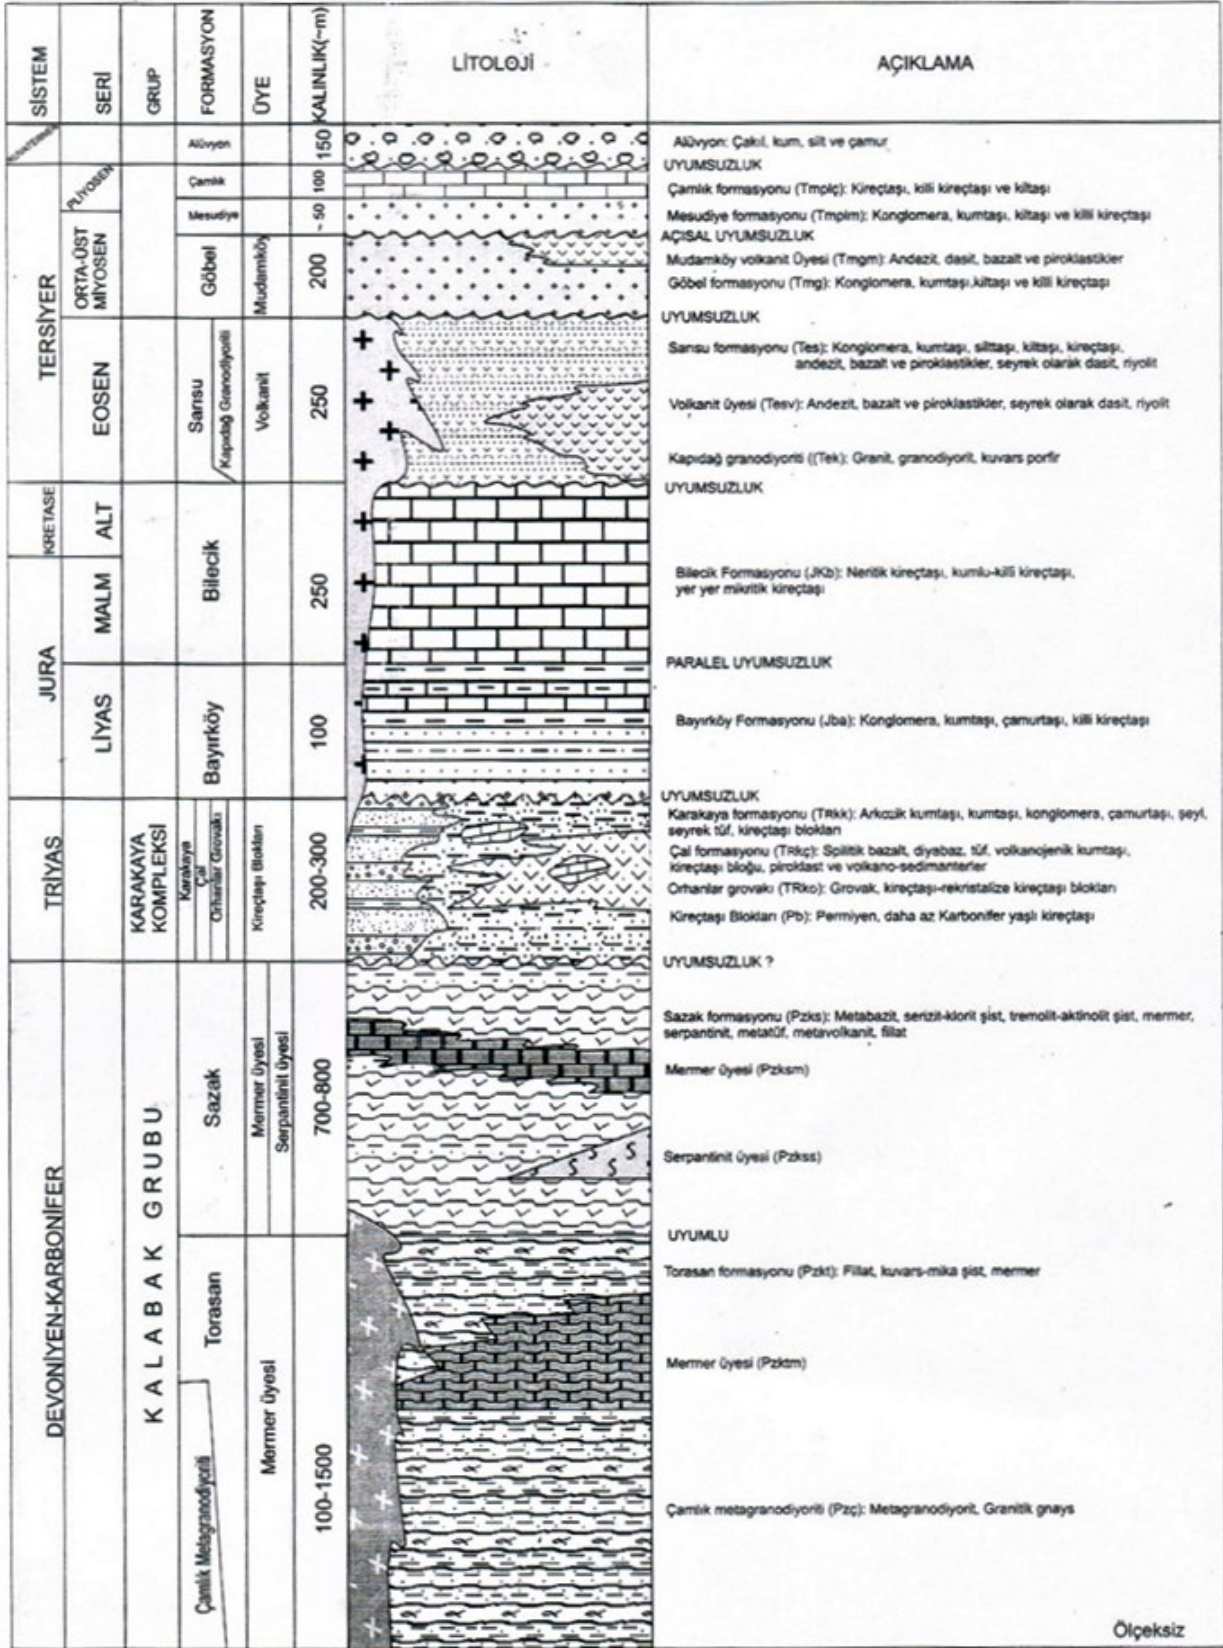 SİSTEM
SERİ
GRUP
FORMASYON
ÜYE
KALINLIK(~m)
LİTOLOJİ
AÇIKLAMA
Alüvyon
150
Alüvyon: Çakıl, kum, silt ve çamur
UYUMSUZLUK
TERSİYER
PLİYOSEN
Çamlık
100
Çamlık formasyonu (Tmplç): Kireçtaşı, killi kireçtaşı ve kiltaşı
Mesudiye
~ 50
Mesudiye formasyonu (Tmplm): Konglomera, kumtaşı, kiltaşı ve killi kireçtaşı
AÇISAL UYUMSUZLUK
ORTA-ÜST
MİYOSEN
Göbel
Mudamköy
200
Mudamköy volkanit Üyesi (Tmgm): Andezit, dasit, bazalt ve piroklastikler
Göbel formasyonu (Tmg): Konglomera, kumtaşı,kiltaşı ve killi kireçtaşı
UYUMSUZLUK
EOSEN
Sarısu
Kapıdağ Granodiyoriti
Volkanit
250
Sarısu formasyonu (Tes): Konglomera, kumtaşı, silttaşı, kiltaşı, kireçtaşı,
andezit, bazalt ve piroklastikler, seyrek olarak dasit, riyolit
Volkanit üyesi (Tesv): Andezit, bazalt ve piroklastikler, seyrek olarak dasit, riyolit
Kapıdağ granodiyoriti ((Tek): Granit, granodiyorit, kuvars porfir
UYUMSUZLUK
KRETASE
ALT
JURA
MALM
Bilecik
250
Bilecik Formasyonu (JKb): Neritik kireçtaşı, kumlu-killi kireçtaşı,
yer yer mikritik kireçtaşı
PARALEL UYUMSUZLUK
LİYAS
Bayırköy
100
Bayırköy Formasyonu (Jba): Konglomera, kumtaşı, çamurtaşı, killi kireçtaşı
UYUMSUZLUK
TRİYAS
KARAKAYA
KOMPLEKSİ
Karakaya
Çal
Orhanlar Grovakı
Kireçtaşı Blokları
200-300
Karakaya formasyonu (TRkk): Arkozik kumtaşı, kumtaşı, konglomera, çamurtaşı, şeyl,
seyrek tüf, kireçtaşı blokları
Çal formasyonu (TRkç): Spilitik bazalt, diyabaz, tüf, volkanojenik kumtaşı,
kireçtaşı bloğu, piroklast ve volkano-sedimanterler
Orhanlar grovakı (TRko): Grovak, kireçtaşı-rekristalize kireçtaşı blokları
Kireçtaşı Blokları (Pb): Permiyen, daha az Karbonifer yaşlı kireçtaşı
UYUMSUZLUK ?
DEVONİYEN-KARBONİFER
KALABAK GRUBU
Sazak
Mermer üyesi
Serpantinit üyesi
700-800
Sazak formasyonu (Pzks): Metabazit, serizit-klorit şist, tremolit-aktinolit şist, mermer,
serpantinit, metatüf, metavolkanit, fillat
Mermer üyesi (Pzksm)
Serpantinit üyesi (Pzkss)
S S S S S
UYUMLU
Torasan
Mermer üyesi
100-1500
Torasan formasyonu (Pzkt): Fillat, kuvars-mika şist, mermer
Mermer üyesi (Pzktm)
Çamlık Metagranodiyoriti
Çamlık metagranodiyoriti (Pzç): Metagranodiyorit, Granitik gnays
Ölçeksiz